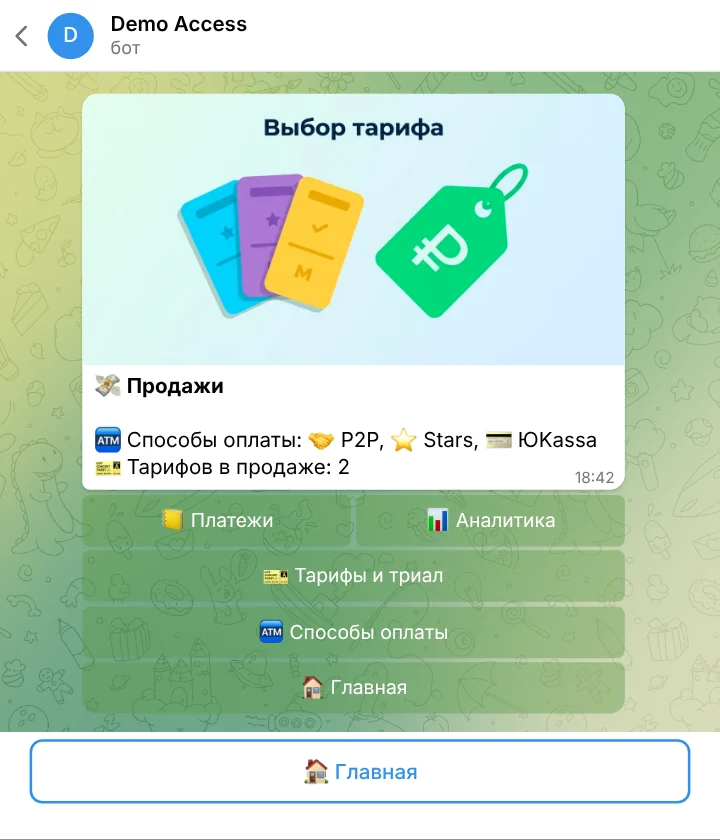 Demo Access
бот
D
Выбор тарифа
M
💸 Продажи
🏧 Способы оплаты: 🤝 P2P, ⭐ Stars, 💳 ЮKassa
🎫 Тарифов в продаже: 2
18:42
📒 Платежи
📊 Аналитика
🎫 Тарифы и триал
🏧 Способы оплаты
🏠 Главная
🏠 Главная